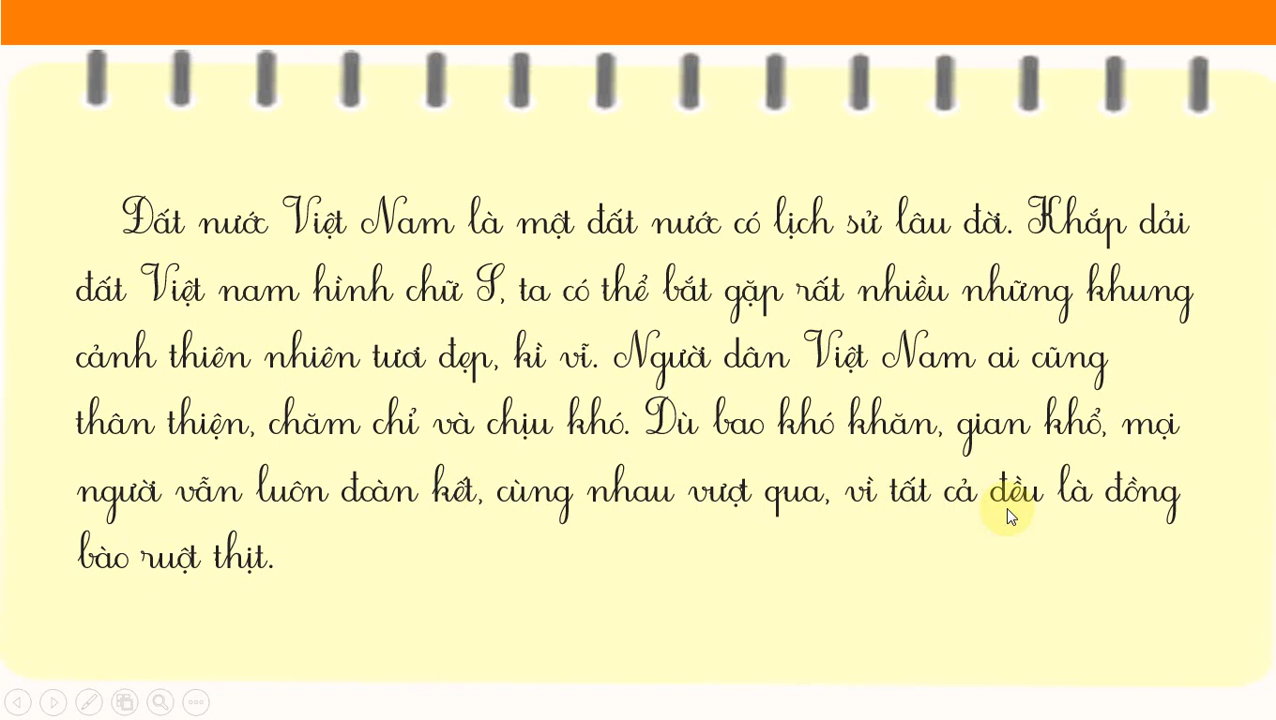 Đất nước Việt Nam là một đất nước có lịch sử lâu đời. Khắp dải
đất Việt nam hình chữ S, ta có thể bắt gặp rất nhiều những khung
cảnh thiên nhiên tươi đẹp, kì vĩ. Người dân Việt Nam ai cũng
thân thiện, chăm chỉ và chịu khó. Dù bao khó khăn, gian khổ, mọi
người vẫn luôn đoàn kết, cùng nhau vượt qua, vì tất cả đều là đồng
bào ruột thịt.